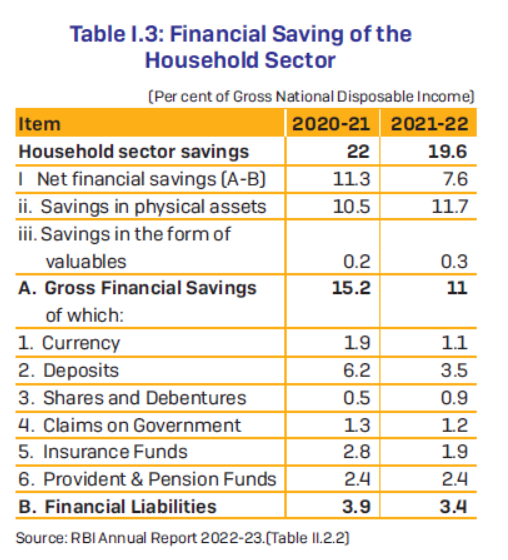 Table I.3: Financial Saving of the
Household Sector
(Per cent of Gross National Disposable Income)
Item 2020-21 2021-22
Household sector savings 22 19.6
I Net financial savings (A-B) 11.3 7.6
ii. Savings in physical assets 10.5 11.7
iii. Savings in the form of
valuables 0.2 0.3
A. Gross Financial Savings 15.2 11
of which:
1. Currency 1.9 1.1
2. Deposits 6.2 3.5
3. Shares and Debentures 0.5 0.9
4. Claims on Government 1.3 1.2
5. Insurance Funds 2.8 1.9
6. Provident & Pension Funds 2.4 2.4
B. Financial Liabilities 3.9 3.4
Source: RBI Annual Report 2022-23.(Table II.2.2)